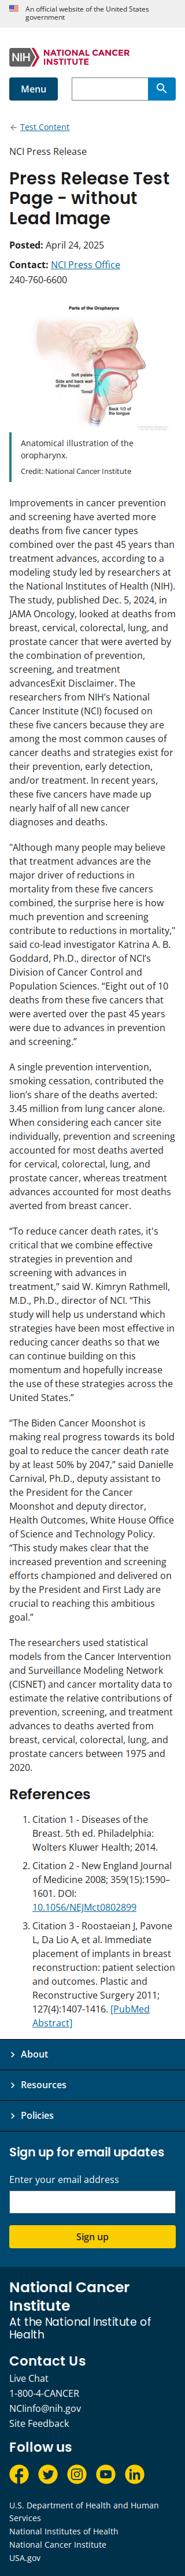 An official website of the United States
government
NIH NATIONAL CANCER
INSTITUTE
Menu
Test Content
NCI Press Release
Press Release Test
Page - without
Lead Image
Posted: April 24, 2025
Contact: NCI Press Office
240-760-6600
Parts of the Oropharynx
Soft palate
Side and back
wall of the throat
Tonsil
Back 1/3 of
the tongue
Anatomical illustration of the
oropharynx.
Credit: National Cancer Institute
Improvements in cancer prevention
and screening have averted more
deaths from five cancer types
combined over the past 45 years than
treatment advances, according to a
modeling study led by researchers at
the National Institutes of Health (NIH).
The study, published Dec. 5, 2024, in
JAMA Oncology, looked at deaths from
breast, cervical, colorectal, lung, and
prostate cancer that were averted by
the combination of prevention,
screening, and treatment
advancesExit Disclaimer. The
researchers from NIH’s National
Cancer Institute (NCI) focused on
these five cancers because they are
among the most common causes of
cancer deaths and strategies exist for
their prevention, early detection,
and/or treatment. In recent years,
these five cancers have made up
nearly half of all new cancer
diagnoses and deaths.
"Although many people may believe
that treatment advances are the
major driver of reductions in
mortality from these five cancers
combined, the surprise here is how
much prevention and screening
contribute to reductions in mortality,"
said co-lead investigator Katrina A. B.
Goddard, Ph.D., director of NCI’s
Division of Cancer Control and
Population Sciences. “Eight out of 10
deaths from these five cancers that
were averted over the past 45 years
were due to advances in prevention
and screening.”
A single prevention intervention,
smoking cessation, contributed the
lion’s share of the deaths averted:
3.45 million from lung cancer alone.
When considering each cancer site
individually, prevention and screening
accounted for most deaths averted
for cervical, colorectal, lung, and
prostate cancer, whereas treatment
advances accounted for most deaths
averted from breast cancer.
“To reduce cancer death rates, it's
critical that we combine effective
strategies in prevention and
screening with advances in
treatment,” said W. Kimryn Rathmell,
M.D., Ph.D., director of NCI. “This
study will help us understand which
strategies have been most effective in
reducing cancer deaths so that we
can continue building on this
momentum and hopefully increase
the use of these strategies across the
United States.”
“The Biden Cancer Moonshot is
making real progress towards its bold
goal to reduce the cancer death rate
by at least 50% by 2047,” said Danielle
Carnival, Ph.D., deputy assistant to
the President for the Cancer
Moonshot and deputy director,
Health Outcomes, White House Office
of Science and Technology Policy.
“This study makes clear that the
increased prevention and screening
efforts championed and delivered on
by the President and First Lady are
crucial to reaching this ambitious
goal.”
The researchers used statistical
models from the Cancer Intervention
and Surveillance Modeling Network
(CISNET) and cancer mortality data to
estimate the relative contributions of
prevention, screening, and treatment
advances to deaths averted from
breast, cervical, colorectal, lung, and
prostate cancers between 1975 and
2020.
References
1. Citation 1 - Diseases of the
Breast. 5th ed. Philadelphia:
Wolters Kluwer Health; 2014.
2. Citation 2 - New England Journal
of Medicine 2008; 359(15):1590–
1601. DOI:
10.1056/NEJMct0802899
3. Citation 3 - Roostaeian J, Pavone
L, Da Lio A, et al. Immediate
placement of implants in breast
reconstruction: patient selection
and outcomes. Plastic and
Reconstructive Surgery 2011;
127(4):1407-1416. [PubMed
Abstract]
About
Resources
Policies
Sign up for email updates
Enter your email address
Sign up
National Cancer
Institute
At the National Institute of
Health
Contact Us
Live Chat
1-800-4-CANCER
NCIinfo@nih.gov
Site Feedback
Follow us
U.S. Department of Health and Human
Services
National Institutes of Health
National Cancer Institute
USA.gov